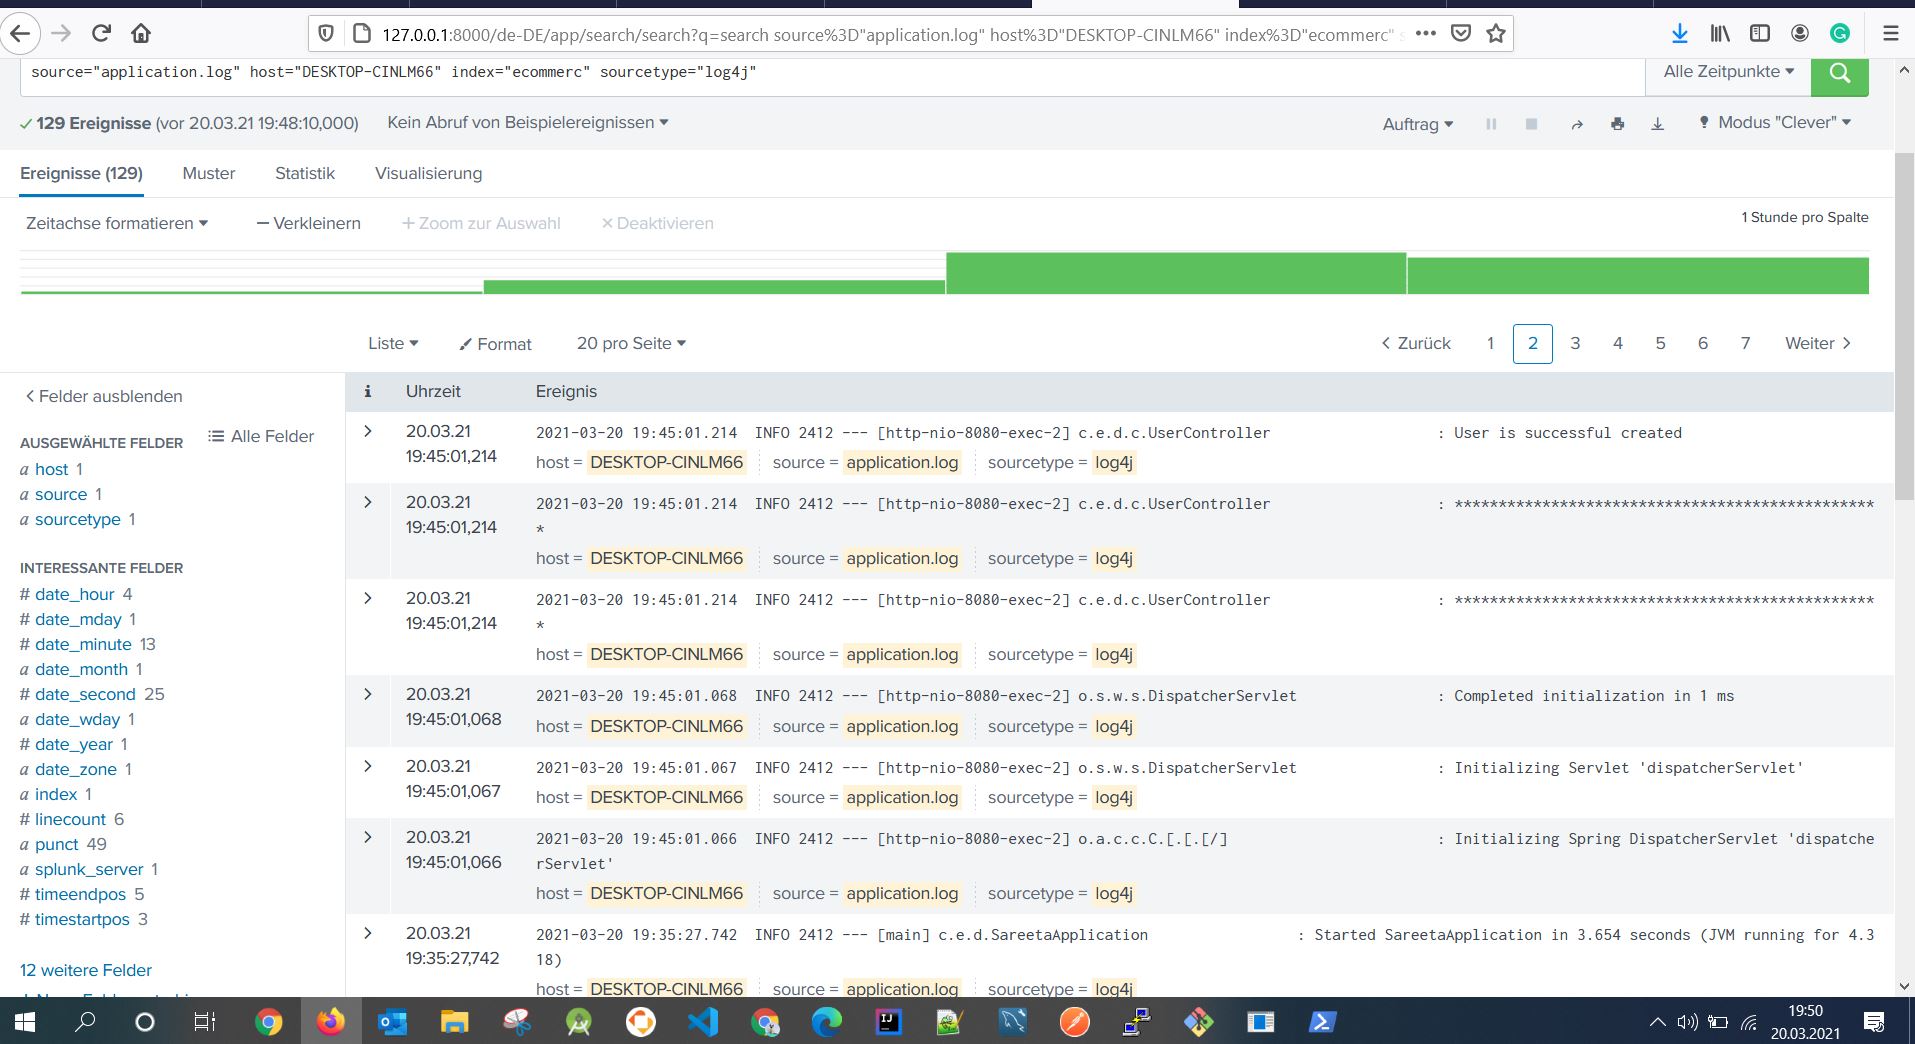 127.0.0.1:8000/de-DE/app/search/search?q=search source%3D"application.log" host%3D"DESKTOP-CINLM66" index%3D"ecommerc"
source="application.log" host="DESKTOP-CINLM66" index="ecommerc" sourcetype="log4j"
Alle Zeitpunkte
129 Ereignisse (vor 20.03.21 19:48:10,000)
Kein Abruf von Beispielereignissen
Auftrag
Modus "Clever"
Ereignisse (129)
Muster
Statistik
Visualisierung
Zeitachse formatieren
— Verkleinern
+ Zoom zur Auswahl
× Deaktivieren
1 Stunde pro Spalte
Liste
Format
20 pro Seite
< Zurück 1 2 3 4 5 6 7 Weiter >
< Felder ausblenden
Alle Felder
AUSGEWÄHLTE FELDER
a host 1
a source 1
a sourcetype 1
INTERESSANTE FELDER
# date_hour 4
# date_mday 1
# date_minute 13
a date_month 1
# date_second 25
a date_wday 1
# date_year 1
a date_zone 1
a index 1
# linecount 6
a punct 49
a splunk_server 1
# timeendpos 5
# timestartpos 3
12 weitere Felder
i Uhrzeit Ereignis
20.03.21
19:45:01,214
2021-03-20 19:45:01.214 INFO 2412 --- [http-nio-8080-exec-2] c.e.d.c.UserController : User is successful created
host = DESKTOP-CINLM66 source = application.log sourcetype = log4j
20.03.21
19:45:01,214
2021-03-20 19:45:01.214 INFO 2412 --- [http-nio-8080-exec-2] c.e.d.c.UserController : ************************************************
*
host = DESKTOP-CINLM66 source = application.log sourcetype = log4j
20.03.21
19:45:01,214
2021-03-20 19:45:01.214 INFO 2412 --- [http-nio-8080-exec-2] c.e.d.c.UserController : ************************************************
*
host = DESKTOP-CINLM66 source = application.log sourcetype = log4j
20.03.21
19:45:01,068
2021-03-20 19:45:01.068 INFO 2412 --- [http-nio-8080-exec-2] o.s.w.s.DispatcherServlet : Completed initialization in 1 ms
host = DESKTOP-CINLM66 source = application.log sourcetype = log4j
20.03.21
19:45:01,067
2021-03-20 19:45:01.067 INFO 2412 --- [http-nio-8080-exec-2] o.s.w.s.DispatcherServlet : Initializing Servlet 'dispatcherServlet'
host = DESKTOP-CINLM66 source = application.log sourcetype = log4j
20.03.21
19:45:01,066
2021-03-20 19:45:01.066 INFO 2412 --- [http-nio-8080-exec-2] o.a.c.c.C.[.[.[/] : Initializing Spring DispatcherServlet 'dispatche
rServlet'
host = DESKTOP-CINLM66 source = application.log sourcetype = log4j
20.03.21
19:35:27,742
2021-03-20 19:35:27.742 INFO 2412 --- [main] c.e.d.SareetaApplication : Started SareetaApplication in 3.654 seconds (JVM running for 4.3
18)
host = DESKTOP-CINLM66 source = application.log sourcetype = log4j
19:50
20.03.2021